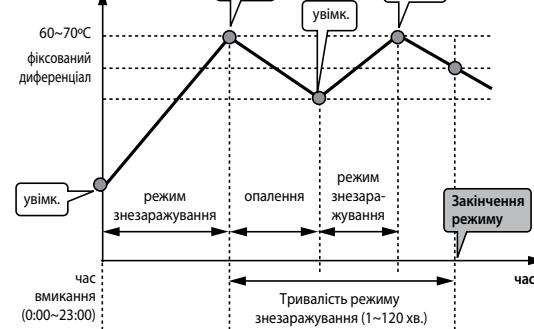 увімк.
60~70ºC
фіксований
диференціал
увімк.
режим
знезаражування
опалення
режим
знезара-
жування
Закінчення
режиму
час
вмикання
(0:00~23:00)
Тривалість режиму
знезаражування (1~120 хв.)
час